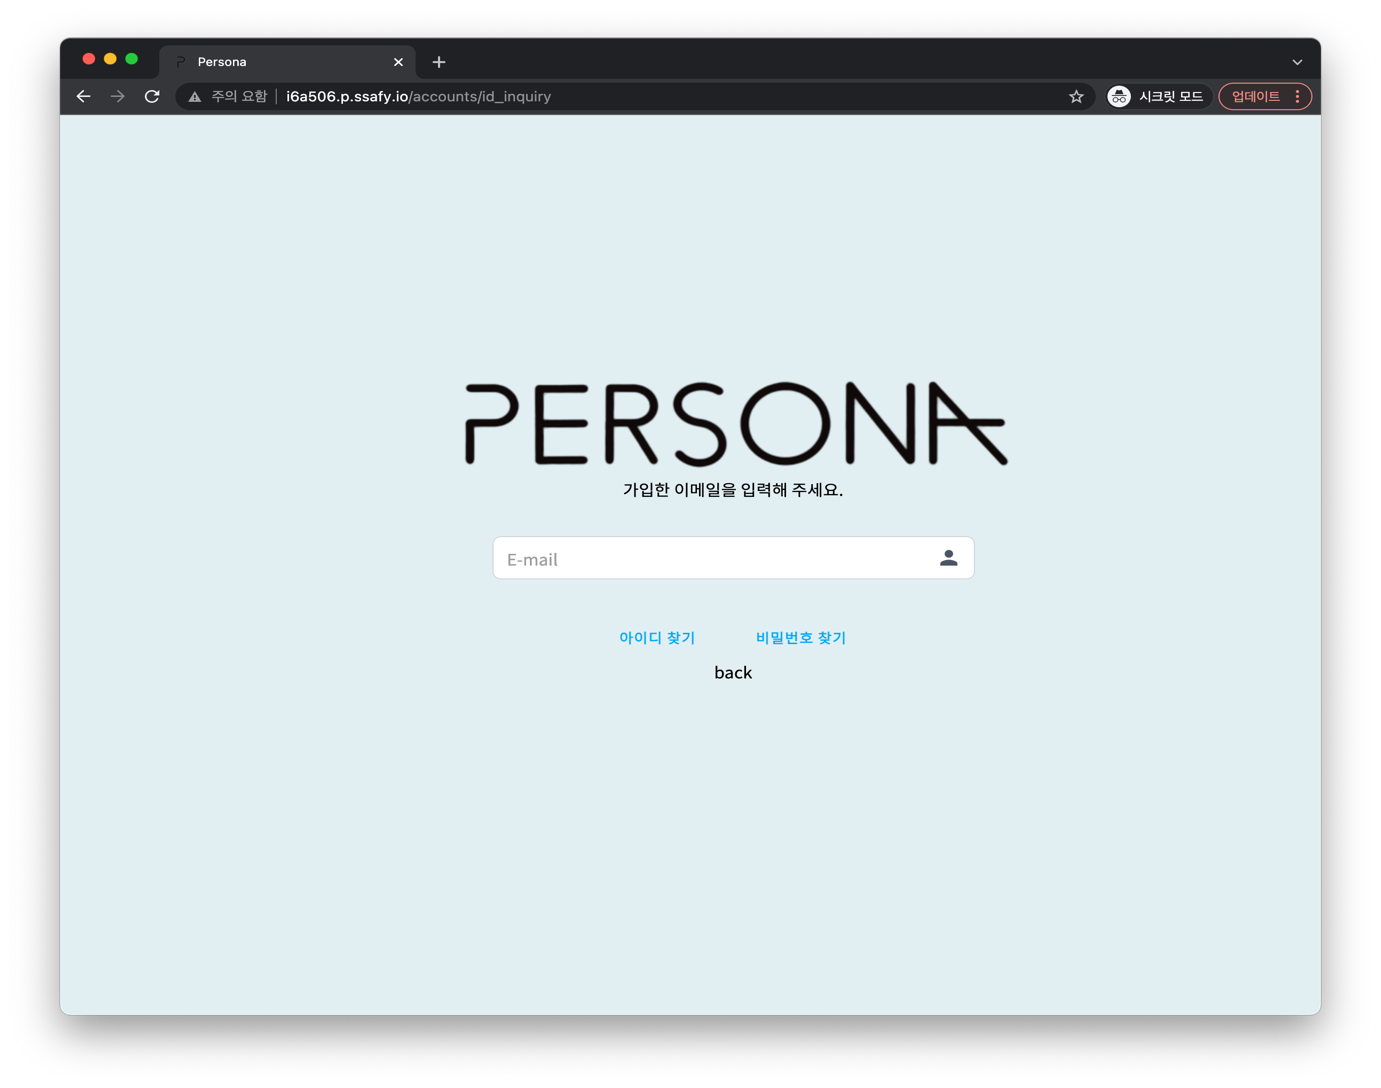 Persona
주의 요함 i6a506.p.ssafy.io/accounts/id_inquiry 시크릿 모드 업데이트
PERSONA
가입한 이메일을 입력해 주세요.
E-mail
아이디 찾기 비밀번호 찾기
back